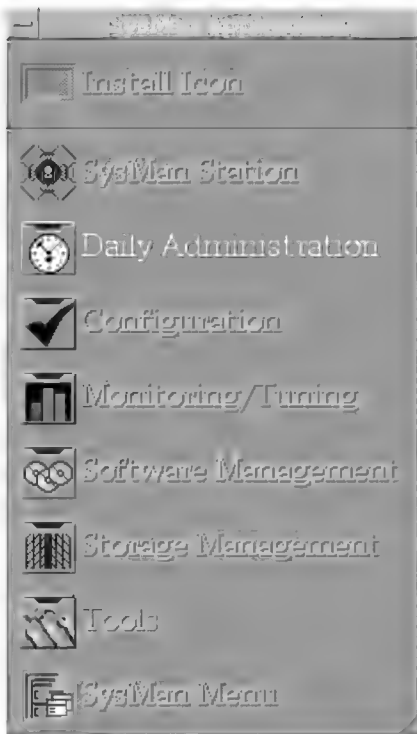 Install Icon
SysMan Station
Daily Administration
Configuration
Monitoring/Tuning
Software Management
Storage Management
Tools
SysMan Menu